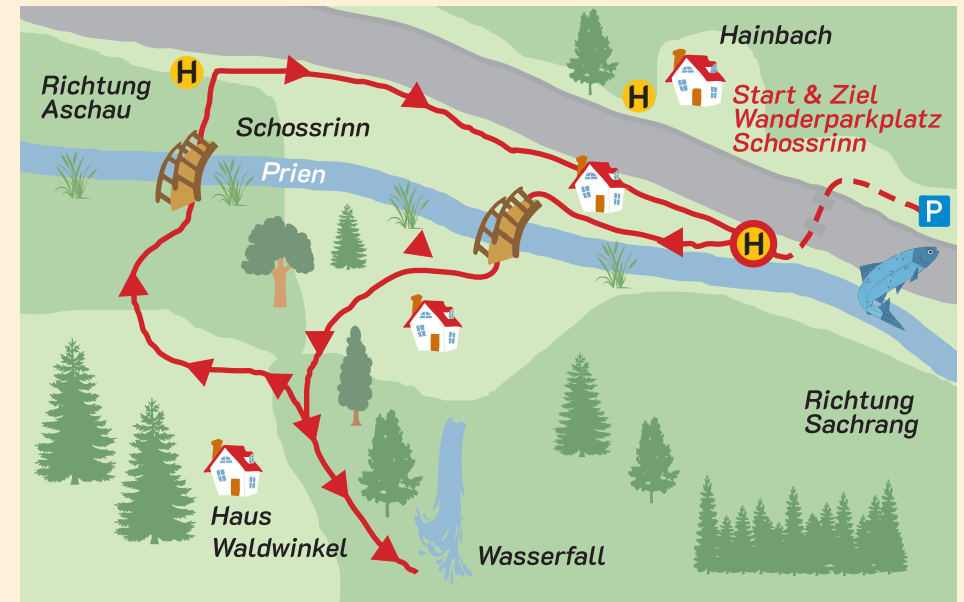 Hainbach
H
Richtung
Aschau
H
Start & Ziel
Wanderparkplatz
Schossrinn
Schossrinn
Prien
P
H
Richtung
Sachrang
Haus
Waldwinkel
Wasserfall